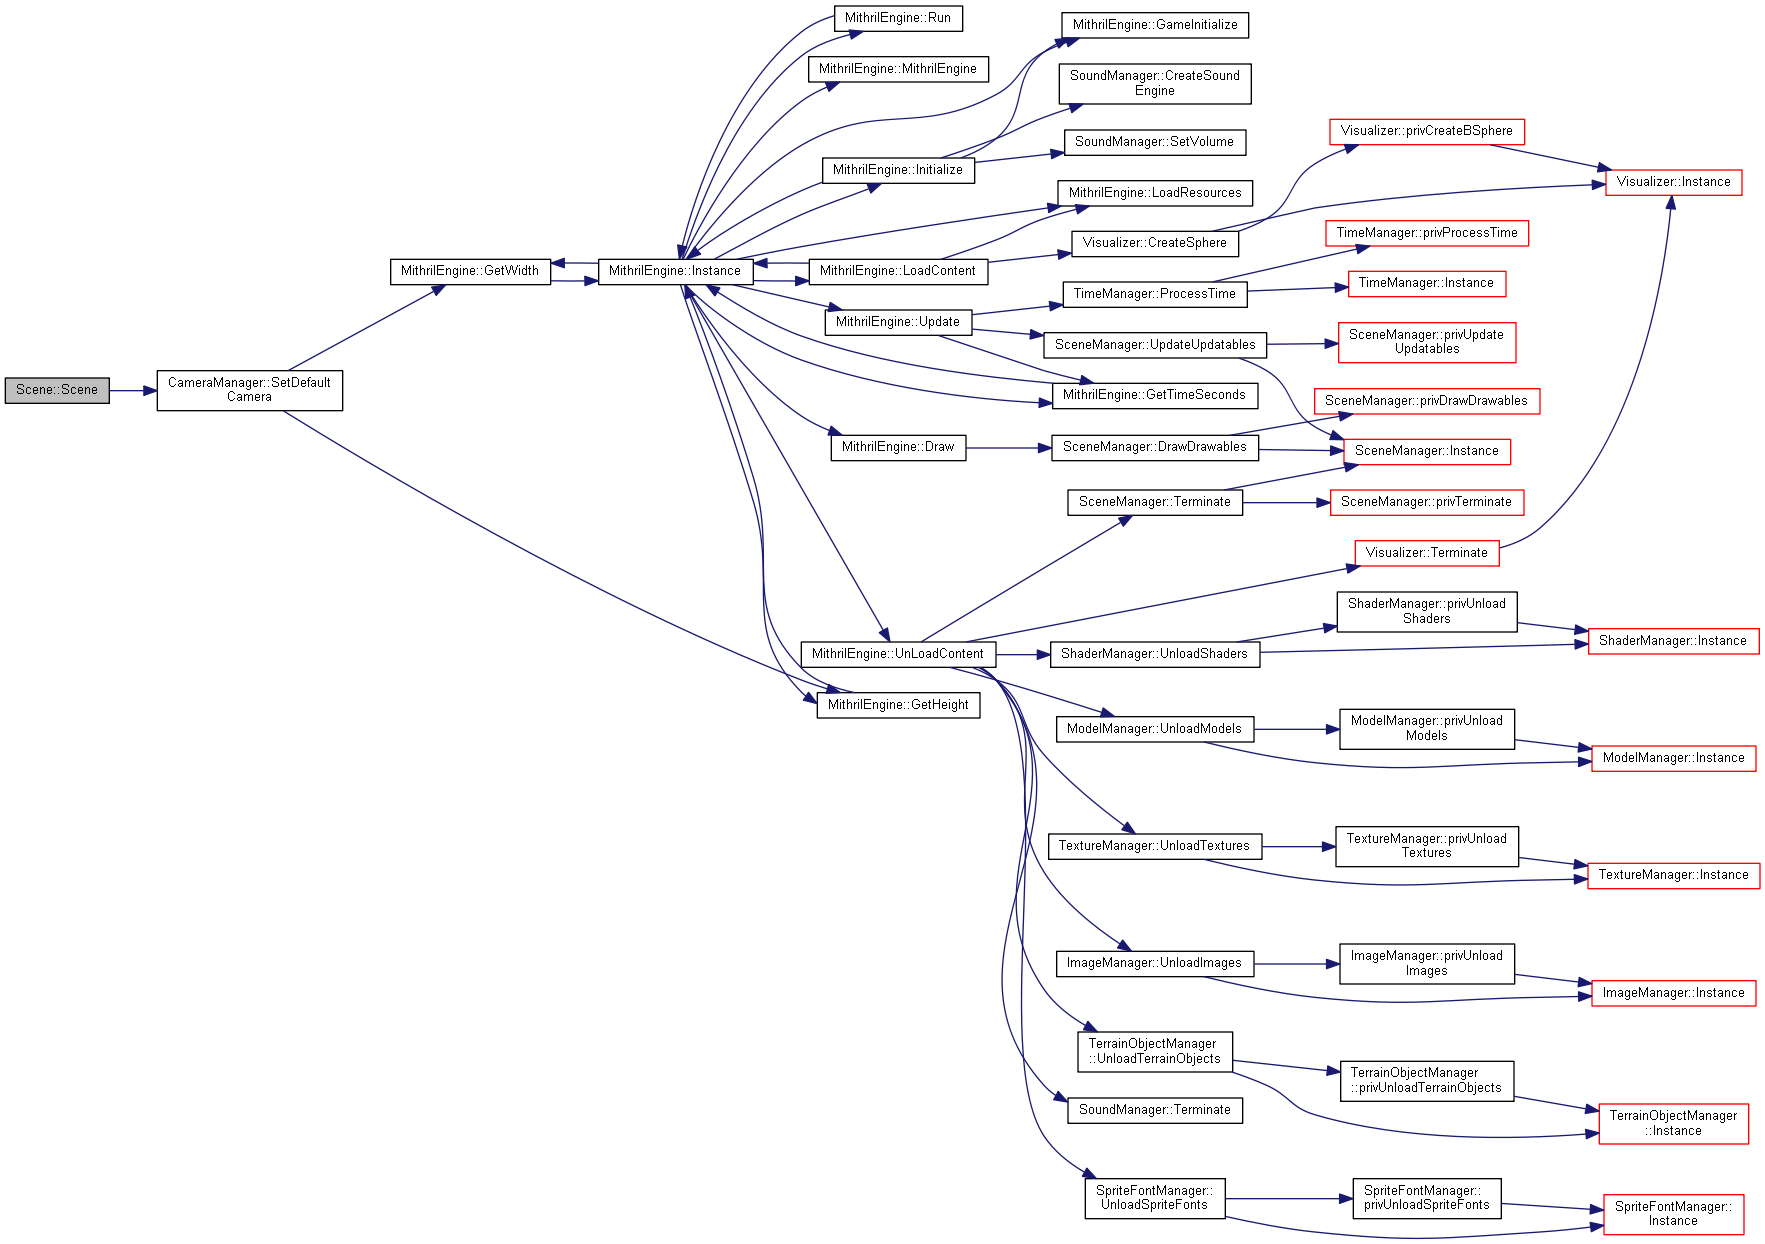 Scene::Scene
CameraManager::SetDefault
Camera
MithrilEngine::GetWidth
MithrilEngine::Instance
MithrilEngine::Run
MithrilEngine::MithrilEngine
MithrilEngine::Initialize
MithrilEngine::LoadContent
MithrilEngine::Update
MithrilEngine::Draw
MithrilEngine::UnLoadContent
MithrilEngine::GetHeight
MithrilEngine::GameInitialize
SoundManager::CreateSound
Engine
SoundManager::SetVolume
MithrilEngine::LoadResources
Visualizer::CreateSphere
TimeManager::ProcessTime
SceneManager::UpdateUpdatables
MithrilEngine::GetTimeSeconds
SceneManager::DrawDrawables
SceneManager::Terminate
ShaderManager::UnloadShaders
ModelManager::UnloadModels
TextureManager::UnloadTextures
ImageManager::UnloadImages
TerrainObjectManager
::UnloadTerrainObjects
SoundManager::Terminate
SpriteFontManager::
UnloadSpriteFonts
Visualizer::privCreateBSphere
TimeManager::privProcessTime
TimeManager::Instance
SceneManager::privUpdate
Updatables
SceneManager::privDrawDrawables
SceneManager::Instance
SceneManager::privTerminate
Visualizer::Terminate
ShaderManager::privUnload
Shaders
ModelManager::privUnload
Models
TextureManager::privUnload
Textures
ImageManager::privUnload
Images
TerrainObjectManager
::privUnloadTerrainObjects
SpriteFontManager::
privUnloadSpriteFonts
Visualizer::Instance
ShaderManager::Instance
ModelManager::Instance
TextureManager::Instance
ImageManager::Instance
TerrainObjectManager
::Instance
SpriteFontManager::
Instance